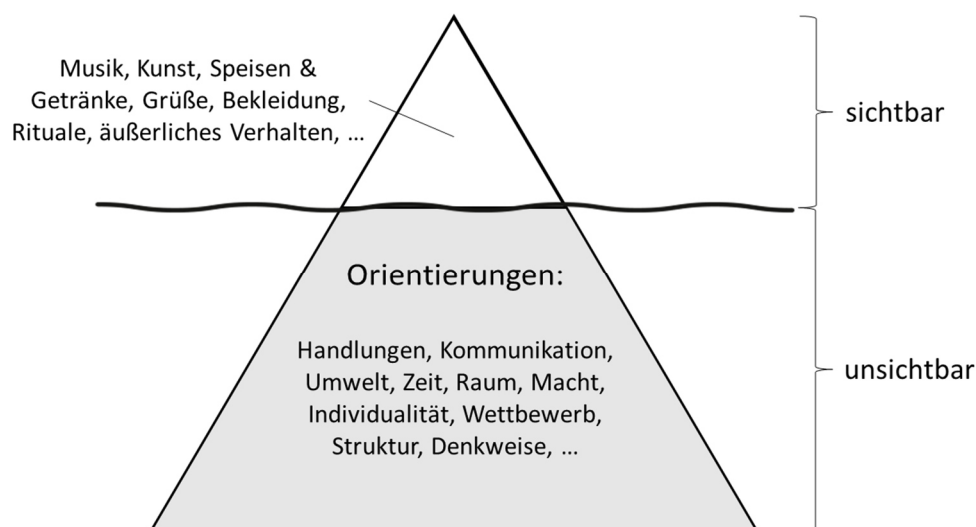 Musik, Kunst, Speisen &
Getränke, Grüße, Bekleidung,
Rituale, äußerliches Verhalten, ...
sichtbar
Orientierungen:
Handlungen, Kommunikation,
Umwelt, Zeit, Raum, Macht,
Individualität, Wettbewerb,
Struktur, Denkweise, ...
unsichtbar